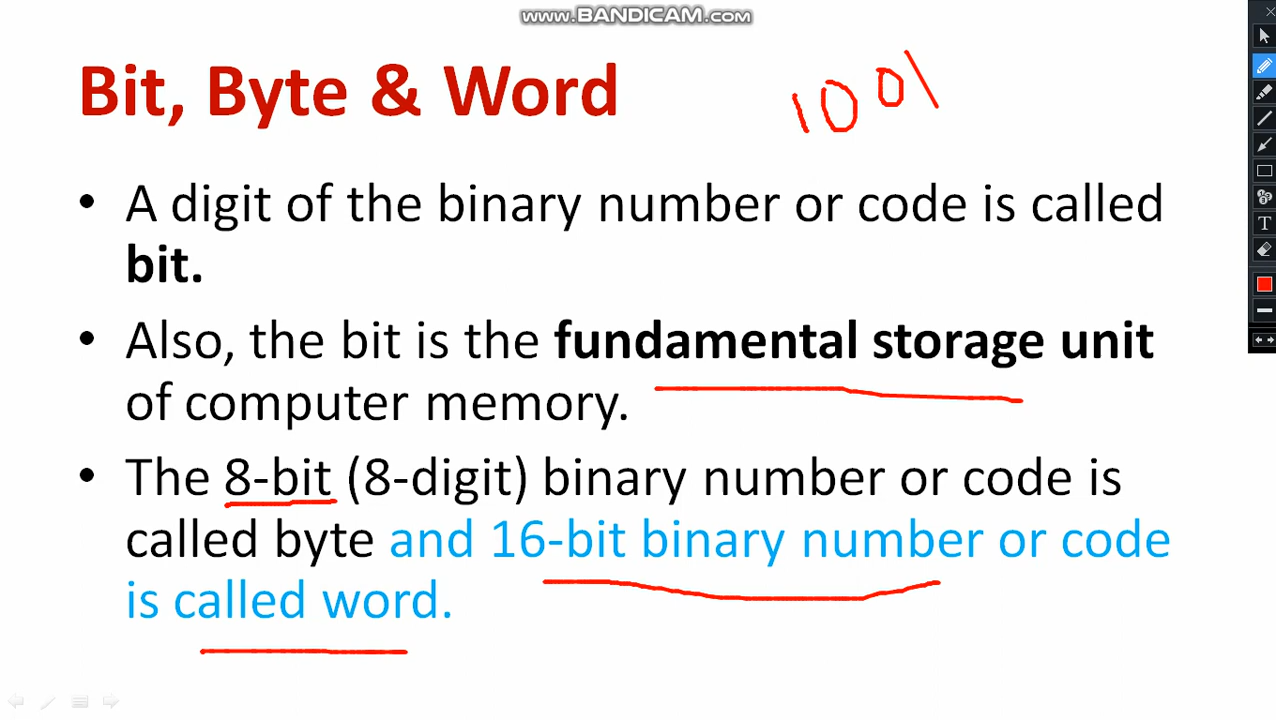 www.BANDICAM.com
Bit, Byte & Word
1001
• A digit of the binary number or code is called
bit.
• Also, the bit is the fundamental storage unit
of computer memory.
• The 8-bit (8-digit) binary number or code is
called byte and 16-bit binary number or code
is called word.
T